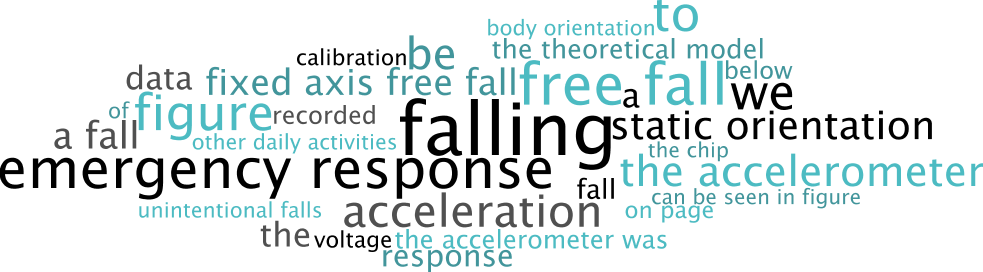 to
body orientation
be
the theoretical model
calibration
data
fixed axis free fall
free fall
below
a
we
of
figure
recorded
falling
static orientation
a fall
other daily activities
the chip
emergency response
the accelerometer
fall
can be seen in figure
unintentional falls
acceleration
on page
the
voltage
the accelerometer was
response